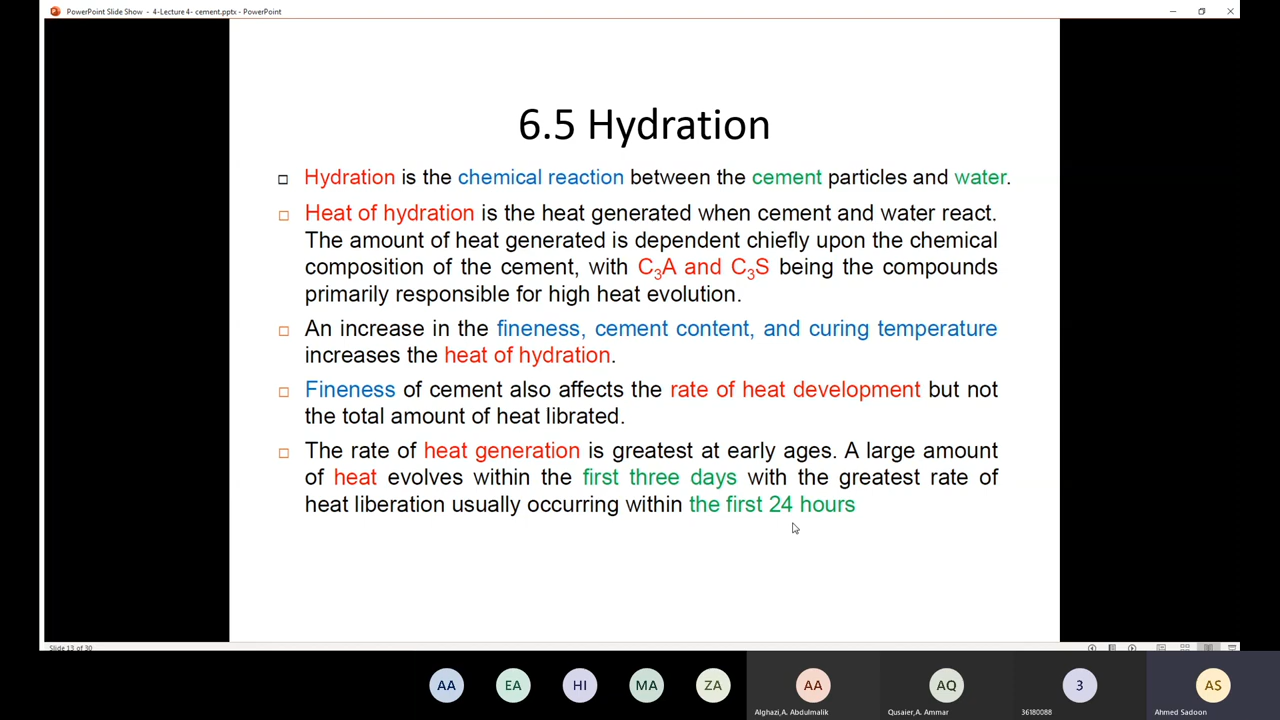 PowerPoint Slide Show - 4-Lecture 4- cement.pptx - PowerPoint
6.5 Hydration
Hydration is the chemical reaction between the cement particles and water.
Heat of hydration is the heat generated when cement and water react.
The amount of heat generated is dependent chiefly upon the chemical
composition of the cement, with C₃A and C₃S being the compounds
primarily responsible for high heat evolution.
An increase in the fineness, cement content, and curing temperature
increases the heat of hydration.
Fineness of cement also affects the rate of heat development but not
the total amount of heat librated.
The rate of heat generation is greatest at early ages. A large amount
of heat evolves within the first three days with the greatest rate of
heat liberation usually occurring within the first 24 hours
Slide 13 of 30
AA EA HI MA ZA AA AQ 3 AS
Alghazi,A. Abdulmalik Qusaier,A. Ammar 36180088 Ahmed Sadoon